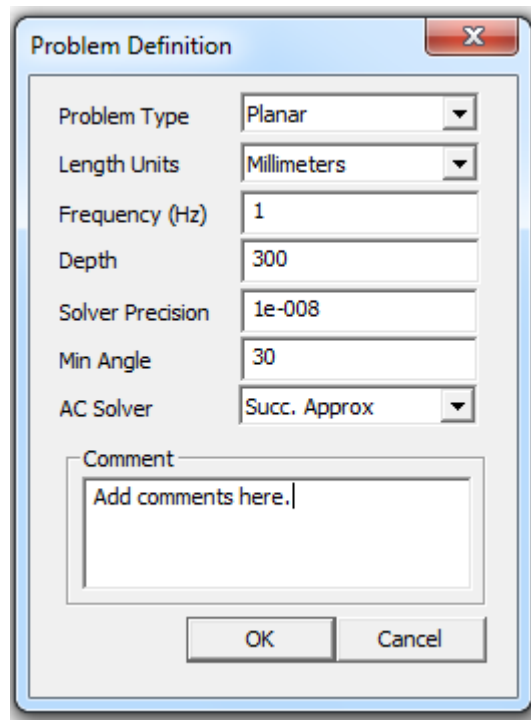 Problem Definition
Problem Type Planar
Length Units Millimeters
Frequency (Hz) 1
Depth 300
Solver Precision 1e-008
Min Angle 30
AC Solver Succ. Approx
Comment
Add comments here.
OK Cancel